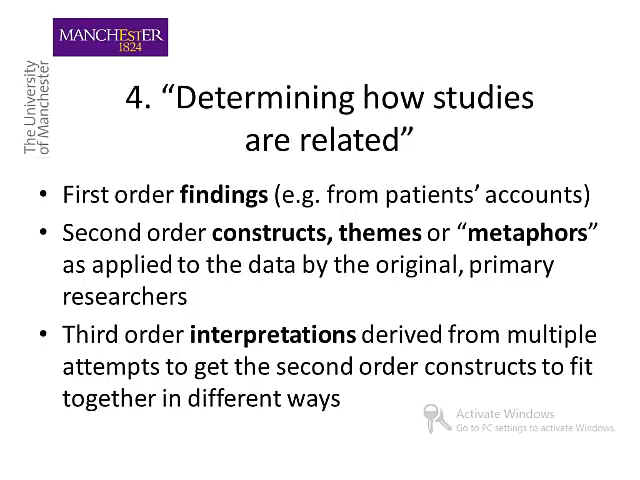 MANCHESTER
1824
The University
of Manchester
4. “Determining how studies
are related”
• First order findings (e.g. from patients’ accounts)
• Second order constructs, themes or “metaphors”
as applied to the data by the original, primary
researchers
• Third order interpretations derived from multiple
attempts to get the second order constructs to fit
together in different ways
Activate Windows
Go to PC settings to activate Windows.